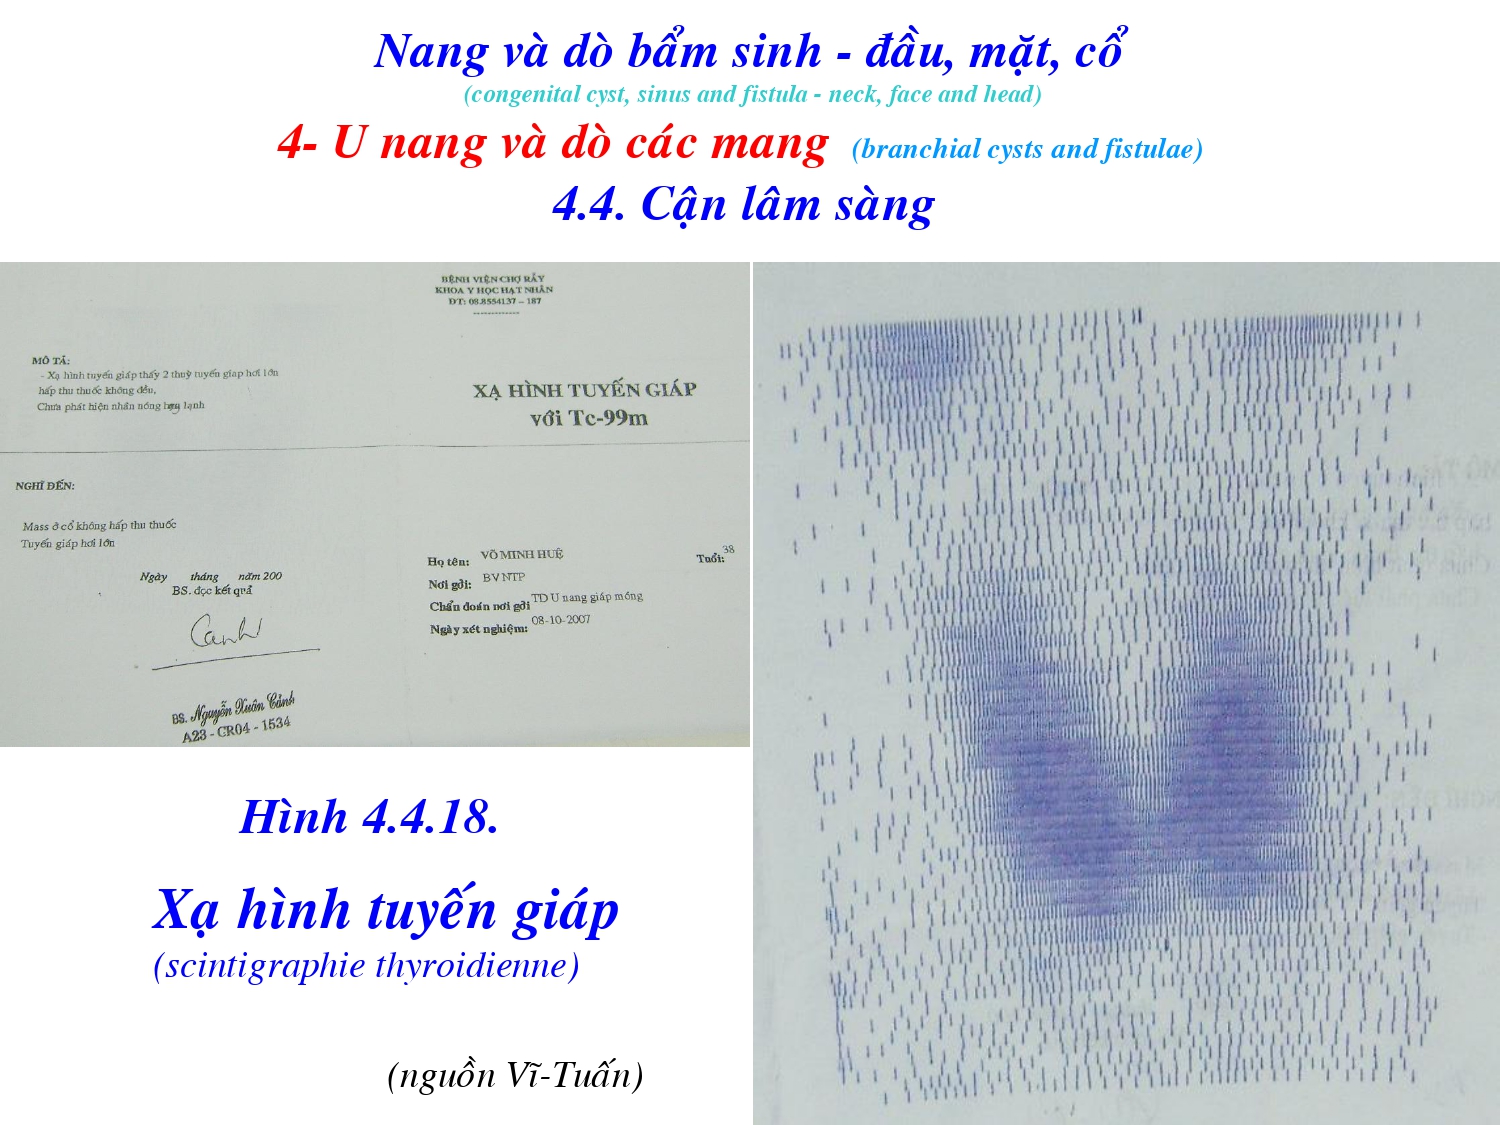 Nang và dò bẩm sinh - đầu, mặt, cổ
(congenital cyst, sinus and fistula - neck, face and head)
4- U nang và dò các mang (branchial cysts and fistulae)
4.4. Cận lâm sàng
BỆNH VIỆN CHỢ RẪY
KHOA Y HỌC HẠT NHÂN
ĐT: 08.8554137 – 187
MÔ TẢ:
- Xạ hình tuyến giáp thấy 2 thuỳ tuyến giáp hơi lớn
hấp thu thuốc không đều,
Chưa phát hiện nhân nóng hay lạnh
XẠ HÌNH TUYẾN GIÁP
với Tc-99m
NGHĨ ĐẾN:
Mass ở cổ không hấp thu thuốc
Tuyến giáp hơi lớn
Ngày tháng năm 200
BS. đọc kết quả
Canh
BS. Nguyễn Xuân Cảnh
A23 - CR04 - 1534
Họ tên: VÕ MINH HUỆ Tuổi: 38
Nơi gởi: BV NTP
Chẩn đoán nơi gởi TD U nang giáp móng
Ngày xét nghiệm: 08-10-2007
Hình 4.4.18.
Xạ hình tuyến giáp
(scintigraphie thyroidienne)
(nguồn Vĩ-Tuấn)